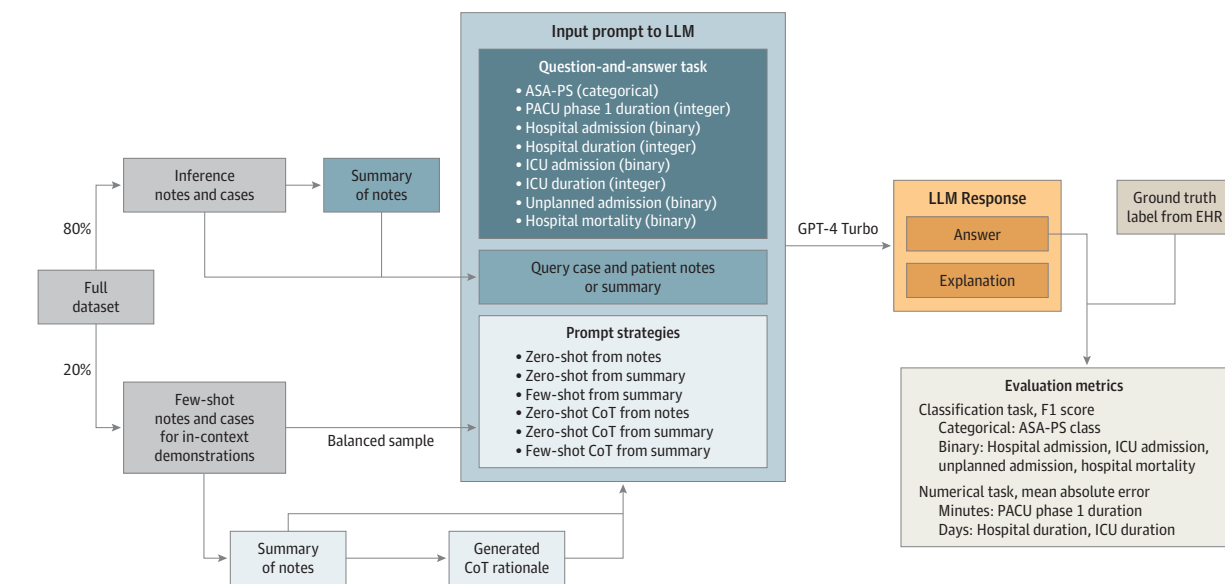 Input prompt to LLM
Question-and-answer task
• ASA-PS (categorical)
• PACU phase 1 duration (integer)
• Hospital admission (binary)
• Hospital duration (integer)
• ICU admission (binary)
• ICU duration (integer)
• Unplanned admission (binary)
• Hospital mortality (binary)
Inference
notes and cases
Summary
of notes
80%
Full
dataset
20%
Query case and patient notes
or summary
Prompt strategies
• Zero-shot from notes
• Zero-shot from summary
• Few-shot from summary
• Zero-shot CoT from notes
• Zero-shot CoT from summary
• Few-shot CoT from summary
Few-shot
notes and cases
for in-context
demonstrations
Balanced sample
Summary
of notes
Generated
CoT rationale
GPT-4 Turbo
LLM Response
Answer
Explanation
Ground truth
label from EHR
Evaluation metrics
Classification task, F1 score
Categorical: ASA-PS class
Binary: Hospital admission, ICU admission,
unplanned admission, hospital mortality
Numerical task, mean absolute error
Minutes: PACU phase 1 duration
Days: Hospital duration, ICU duration